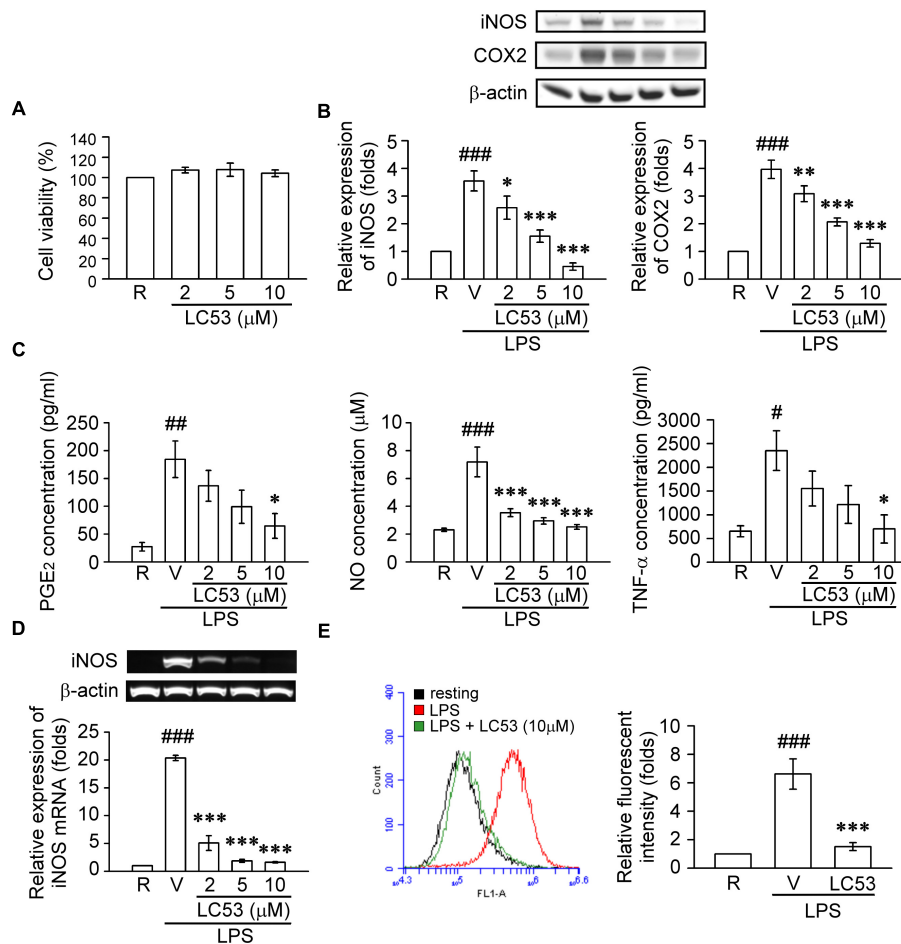 iNOS
COX2
β-actin
A
Cell viability (%)
140
120
100
80
60
40
20
0
R 2 5 10
LC53 (μM)
B
Relative expression
of iNOS (folds)
5
4
3
2
1
0
###
*
***
***
R V 2 5 10
LC53 (μM)
LPS
Relative expression
of COX2 (folds)
5
4
3
2
1
0
###
**
***
***
R V 2 5 10
LC53 (μM)
LPS
C
PGE2 concentration (pg/ml)
250
200
150
100
50
0
##
*
R V 2 5 10
LC53 (μM)
LPS
NO concentration (μM)
10
8
6
4
2
0
###
***
***
***
R V 2 5 10
LC53 (μM)
LPS
TNF-α concentration (pg/ml)
3000
2500
2000
1500
1000
500
0
#
*
R V 2 5 10
LC53 (μM)
LPS
D
iNOS
β-actin
Relative expression of
iNOS mRNA (folds)
25
20
15
10
5
0
###
***
***
***
R V 2 5 10
LC53 (μM)
LPS
E
resting
LPS
LPS + LC53 (10μM)
Count
400
300
200
100
0
FL1-A
Relative fluorescent
intensity (folds)
10
8
6
4
2
0
###
***
R V LC53
LPS